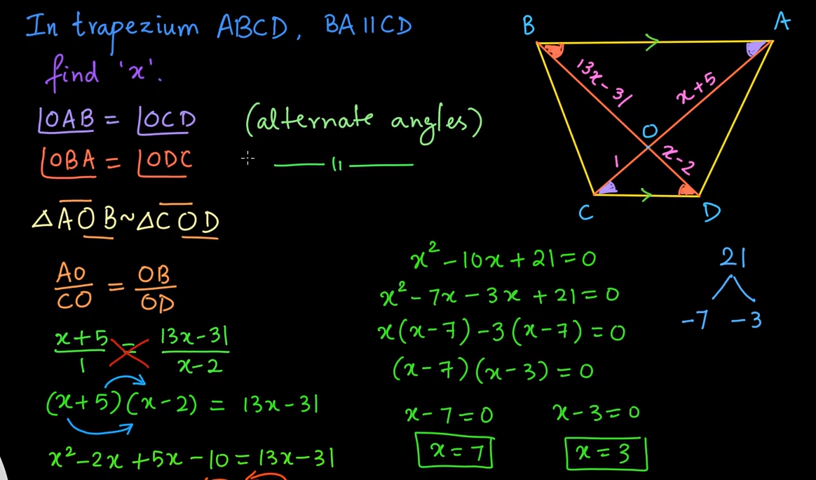 In trapezium ABCD, BA || CD
find 'x'.
∠OAB = ∠OCD (alternate angles)
∠OBA = ∠ODC —— 11 ——
△AOB ~ △COD
AO/CO = OB/OD
x+5/1 = 13x-31/x-2
(x+5)(x-2) = 13x-31
x²-2x+5x-10 = 13x-31
x²-10x+21=0
x²-7x-3x+21=0
x(x-7)-3(x-7)=0
(x-7)(x-3)=0
x-7=0 x-3=0
x=7 x=3
21
-7 -3
B A
13x-31 x+5
O
1 x-2
C D